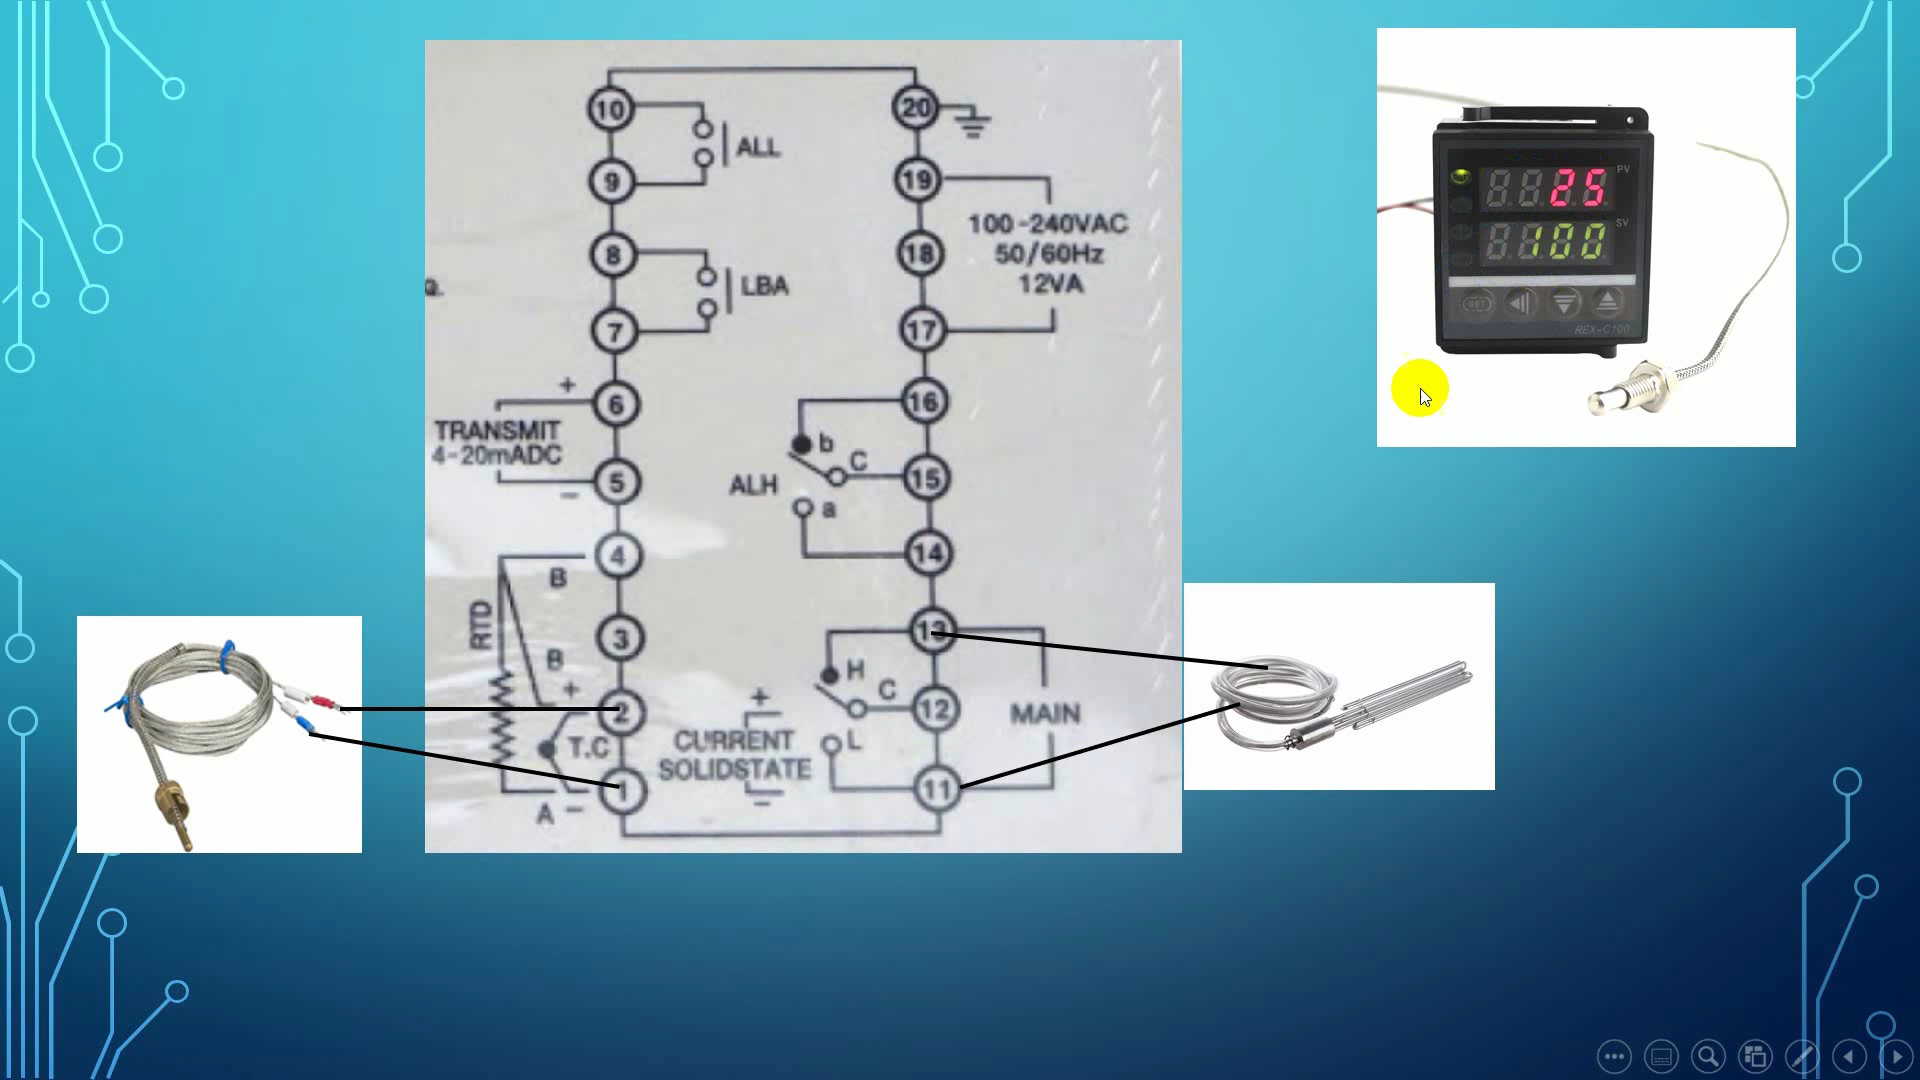 10
ALL
9
8
LBA
7
+
6
TRANSMIT
4-20mADC
5
−
4
B
RTD
3
B
+
2
T.C
1
A −
+
CURRENT
SOLIDSTATE
−
20
19
100-240VAC
18
50/60Hz
12VA
17
16
b
C
15
ALH
a
14
13
H
C
12
MAIN
L
11
25
PV
100
SV
SET
REX-C100